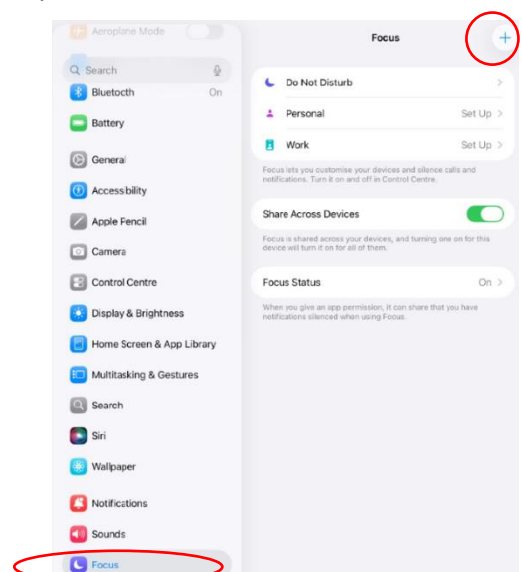 Aeroplane Mode
Search
Bluetooth On
Battery
General
Accessibility
Apple Pencil
Camera
Control Centre
Display & Brightness
Home Screen & App Library
Multitasking & Gestures
Search
Siri
Wallpaper
Notifications
Sounds
Focus
Focus
+
Do Not Disturb
Personal Set Up
Work Set Up
Focus lets you customise your devices and silence calls and
notifications. Turn it on and off in Control Centre.
Share Across Devices
Focus is shared across your devices, and turning one on for this
device will turn it on for all of them.
Focus Status On
When you give an app permission, it can share that you have
notifications silenced when using Focus.